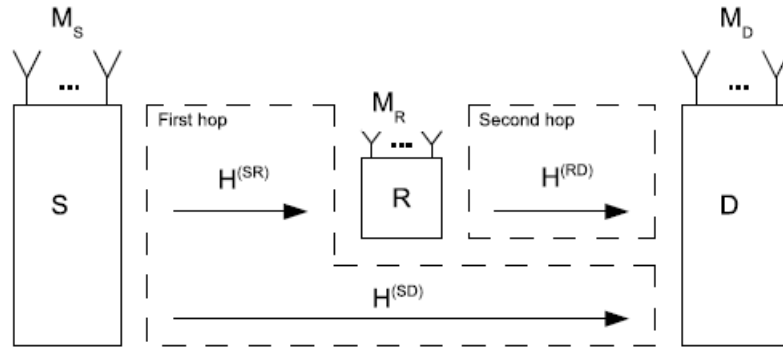 M_S
M_D
First hop
M_R
Second hop
H^(SR)
H^(RD)
S
R
D
H^(SD)